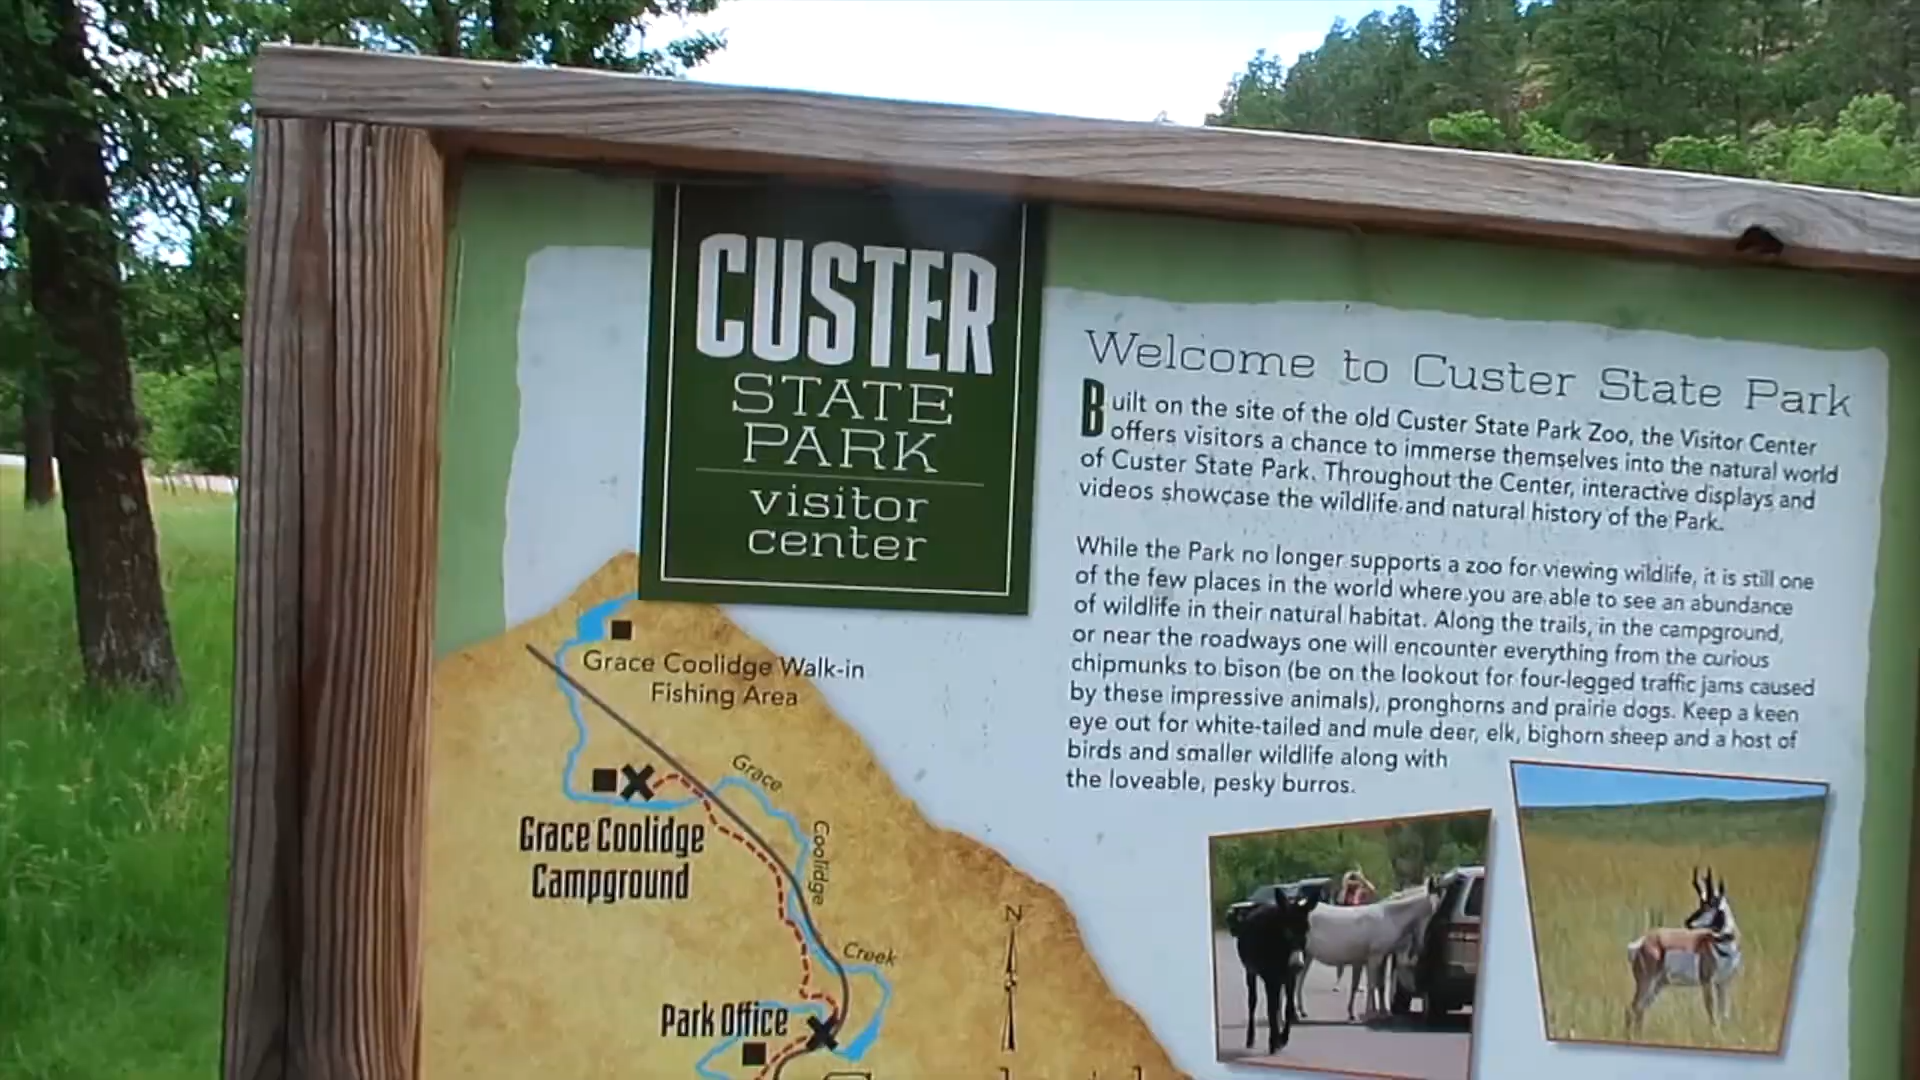 CUSTER
STATE
PARK
visitor
center
Welcome to Custer State Park
Built on the site of the old Custer State Park Zoo, the Visitor Center
offers visitors a chance to immerse themselves into the natural world
of Custer State Park. Throughout the Center, interactive displays and
videos showcase the wildlife and natural history of the Park.
While the Park no longer supports a zoo for viewing wildlife, it is still one
of the few places in the world where you are able to see an abundance
of wildlife in their natural habitat. Along the trails, in the campground,
or near the roadways one will encounter everything from the curious
chipmunks to bison (be on the lookout for four-legged traffic jams caused
by these impressive animals), pronghorns and prairie dogs. Keep a keen
eye out for white-tailed and mule deer, elk, bighorn sheep and a host of
birds and smaller wildlife along with
the loveable, pesky burros.
Grace Coolidge Walk-in
Fishing Area
Grace
Coolidge
Creek
Grace Coolidge
Campground
N
Park Office